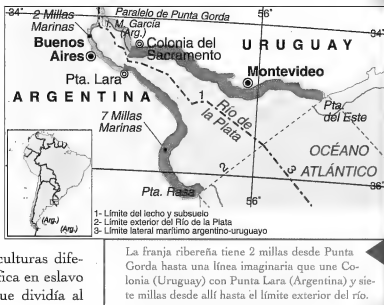 34°
2 Millas
Marinas
Paralelo de Punta Gorda
I. M. García
(Arg.)
56°
34°
Buenos
Aires
Colonia del
Sacramento
URUGUAY
Pta. Lara
Montevideo
ARGENTINA
1
Río de
la Plata
Pta.
del Este
7 Millas
Marinas
2
OCÉANO
ATLÁNTICO
3
36°
Pta. Rasa
56°
(Arg.)
(Arg.)
1- Límite del lecho y subsuelo
2- Límite exterior del Río de la Plata
3- Límite lateral marítimo argentino-uruguayo
culturas dife-
fica en eslavo
ue dividía al
La franja ribereña tiene 2 millas desde Punta
Gorda hasta una línea imaginaria que une Co-
lonia (Uruguay) con Punta Lara (Argentina) y sie-
te millas desde allí hasta el límite exterior del río.